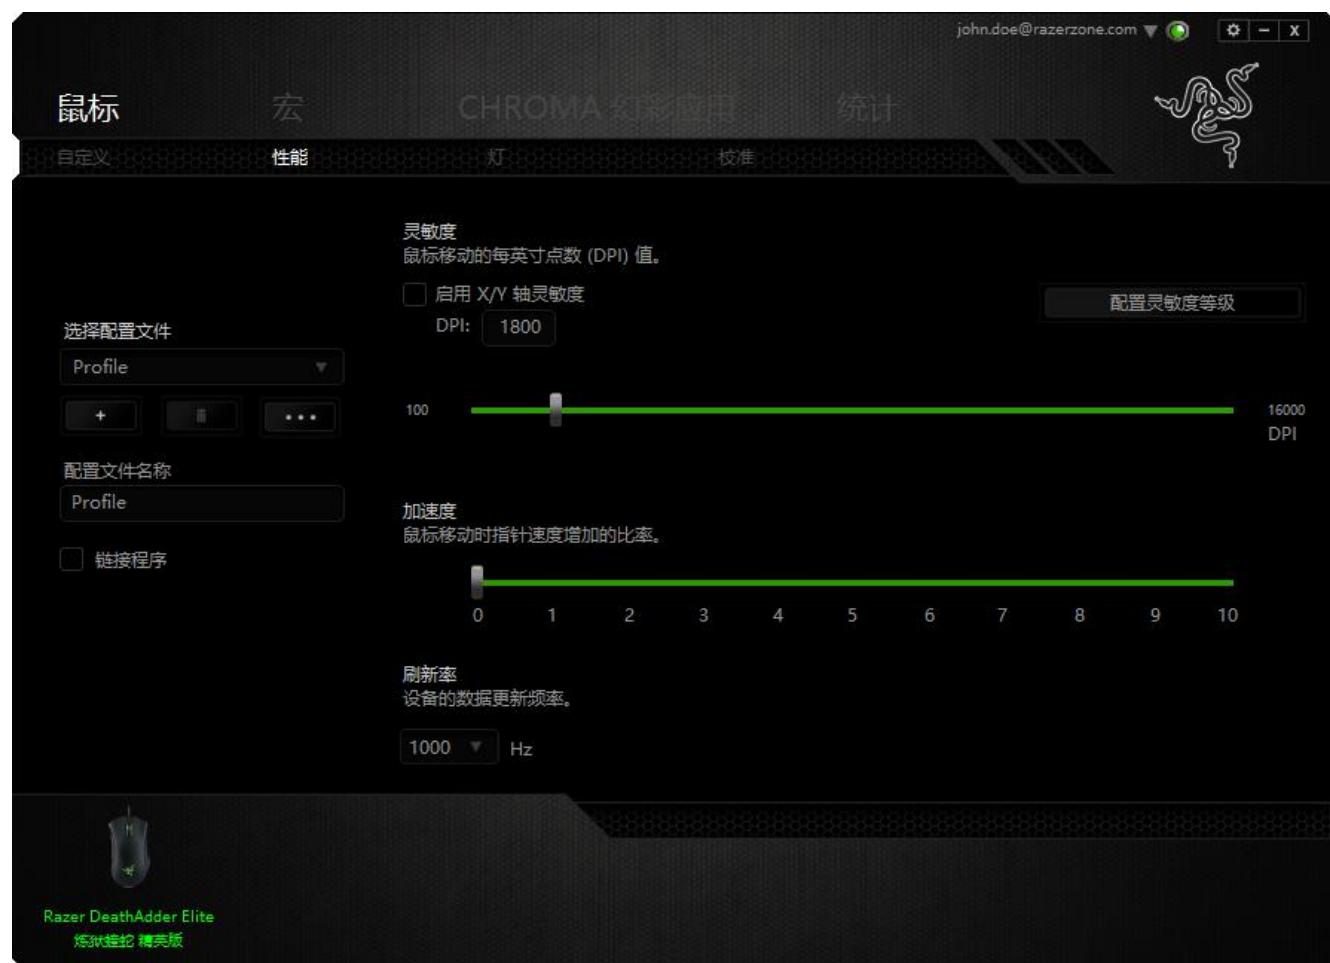 john.doe@razerzone.com
鼠标 宏 CHROMA 幻彩应用 统计
自定义 性能 灯 校准
灵敏度
鼠标移动的每英寸点数 (DPI) 值。
启用 X/Y 轴灵敏度
配置灵敏度等级
DPI: 1800
选择配置文件
Profile
100
16000
DPI
配置文件名称
Profile
加速度
鼠标移动时指针速度增加的比率。
链接程序
0 1 2 3 4 5 6 7 8 9 10
刷新率
设备的数据更新频率。
1000 Hz
Razer DeathAdder Elite
炼狱蝰蛇 精英版